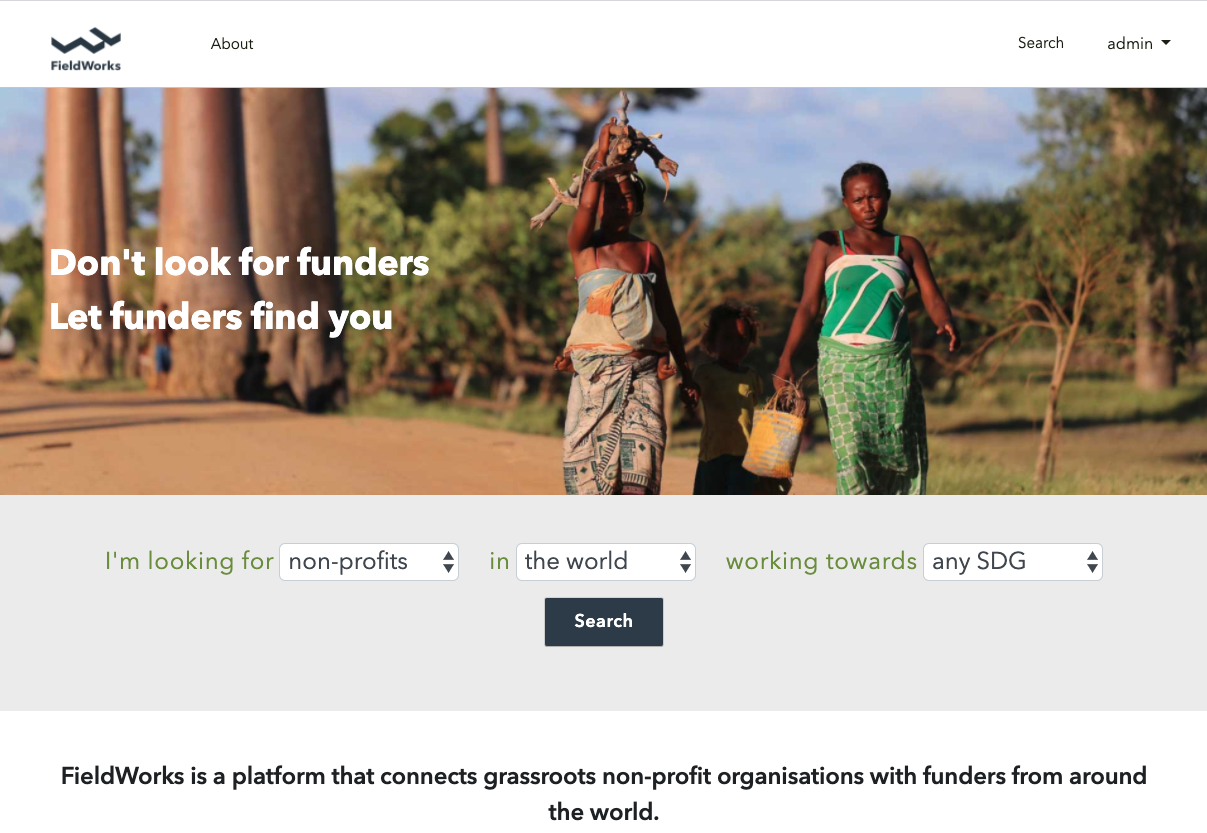 FieldWorks
About
Search
admin
Don't look for funders
Let funders find you
I'm looking for non-profits in the world working towards any SDG
Search
FieldWorks is a platform that connects grassroots non-profit organisations with funders from around
the world.